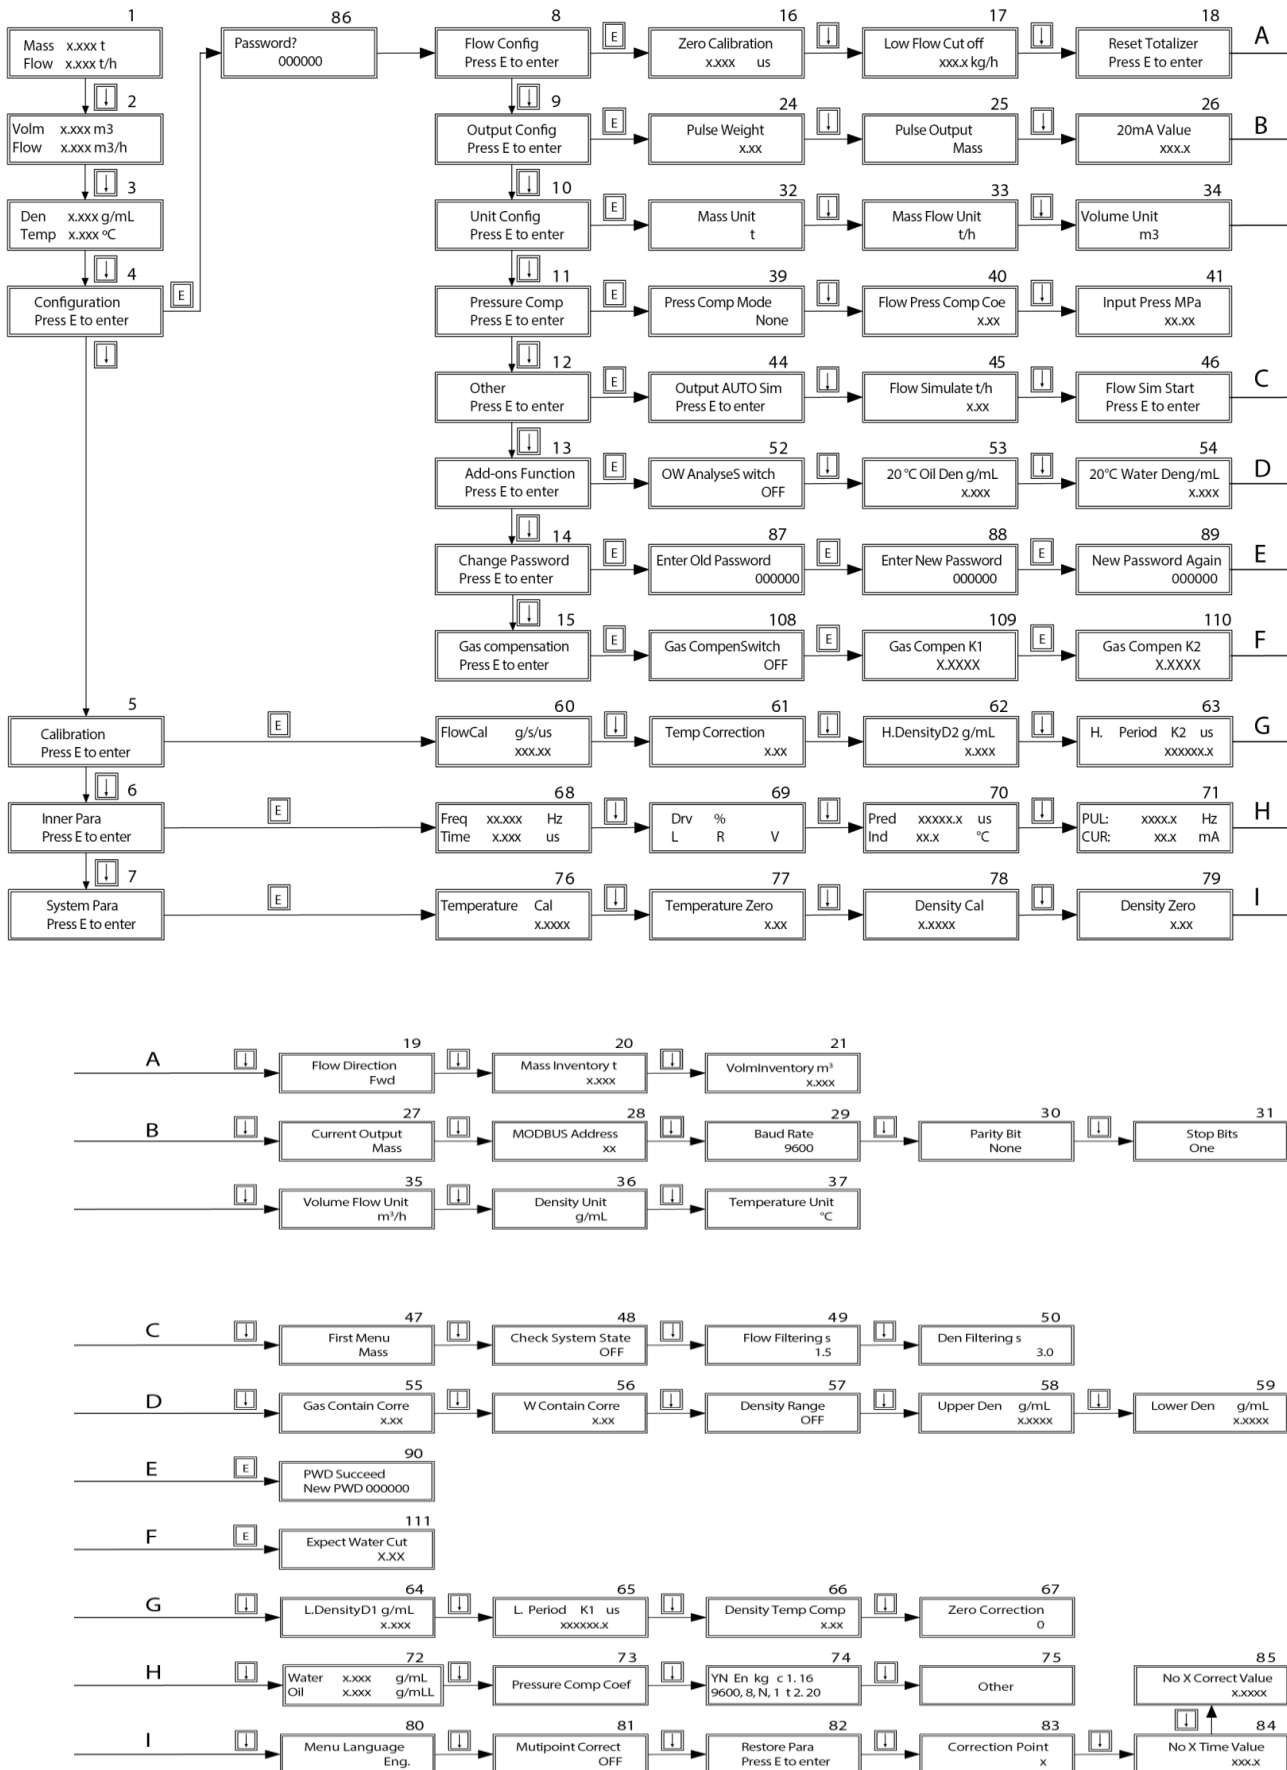 1
Mass x.xxx t
Flow x.xxx t/h
86
Password?
000000
8
Flow Config
Press E to enter
E
16
Zero Calibration
x.xxx us
17
Low Flow Cut off
xxx.x kg/h
18
Reset Totalizer
Press E to enter
A
2
Volm x.xxx m3
Flow x.xxx m3/h
9
Output Config
Press E to enter
E
24
Pulse Weight
x.xx
25
Pulse Output
Mass
26
20mA Value
xxx.x
B
3
Den x.xxx g/mL
Temp x.xxx ºC
10
Unit Config
Press E to enter
E
32
Mass Unit
t
33
Mass Flow Unit
t/h
34
Volume Unit
m3
4
Configuration
Press E to enter
E
11
Pressure Comp
Press E to enter
E
39
Press Comp Mode
None
40
Flow Press Comp Coe
x.xx
41
Input Press MPa
xx.xx
12
Other
Press E to enter
E
44
Output AUTO Sim
Press E to enter
45
Flow Simulate t/h
x.xx
46
Flow Sim Start
Press E to enter
C
13
Add-ons Function
Press E to enter
E
52
OW AnalyseS witch
OFF
53
20 °C Oil Den g/mL
x.xxx
54
20°C Water Deng/mL
x.xxx
D
14
Change Password
Press E to enter
E
87
Enter Old Password
000000
E
88
Enter New Password
000000
E
89
New Password Again
000000
E
15
Gas compensation
Press E to enter
E
108
Gas CompenSwitch
OFF
E
109
Gas Compen K1
X.XXXX
E
110
Gas Compen K2
X.XXXX
F
5
Calibration
Press E to enter
E
60
FlowCal g/s/us
xxx.xx
61
Temp Correction
x.xx
62
H.DensityD2 g/mL
x.xxx
63
H. Period K2 us
xxxxxx.x
G
6
Inner Para
Press E to enter
E
68
Freq xx.xxx Hz
Time x.xxx us
69
Drv %
L R V
70
Pred xxxxx.x us
Ind xx.x °C
71
PUL: xxxx.x Hz
CUR: xx.x mA
H
7
System Para
Press E to enter
E
76
Temperature Cal
x.xxxx
77
Temperature Zero
x.xx
78
Density Cal
x.xxxx
79
Density Zero
x.xx
I
A
19
Flow Direction
Fwd
20
Mass Inventory t
x.xxx
21
VolmInventory m³
x.xxx
B
27
Current Output
Mass
28
MODBUS Address
xx
29
Baud Rate
9600
30
Parity Bit
None
31
Stop Bits
One
35
Volume Flow Unit
m³/h
36
Density Unit
g/mL
37
Temperature Unit
°C
C
47
First Menu
Mass
48
Check System State
OFF
49
Flow Filtering s
1.5
50
Den Filtering s
3.0
D
55
Gas Contain Corre
x.xx
56
W Contain Corre
x.xx
57
Density Range
OFF
58
Upper Den g/mL
x.xxxx
59
Lower Den g/mL
x.xxxx
E
E
90
PWD Succeed
New PWD 000000
F
E
111
Expect Water Cut
X.XX
G
64
L.DensityD1 g/mL
x.xxx
65
L. Period K1 us
xxxxxx.x
66
Density Temp Comp
x.xx
67
Zero Correction
0
H
72
Water x.xxx g/mL
Oil x.xxx g/mLL
73
Pressure Comp Coef
74
YN En kg c 1. 16
9600, 8, N, 1 t 2. 20
75
Other
85
No X Correct Value
x.xxxx
I
80
Menu Language
Eng.
81
Mutipoint Correct
OFF
82
Restore Para
Press E to enter
83
Correction Point
x
84
No X Time Value
xxx.x